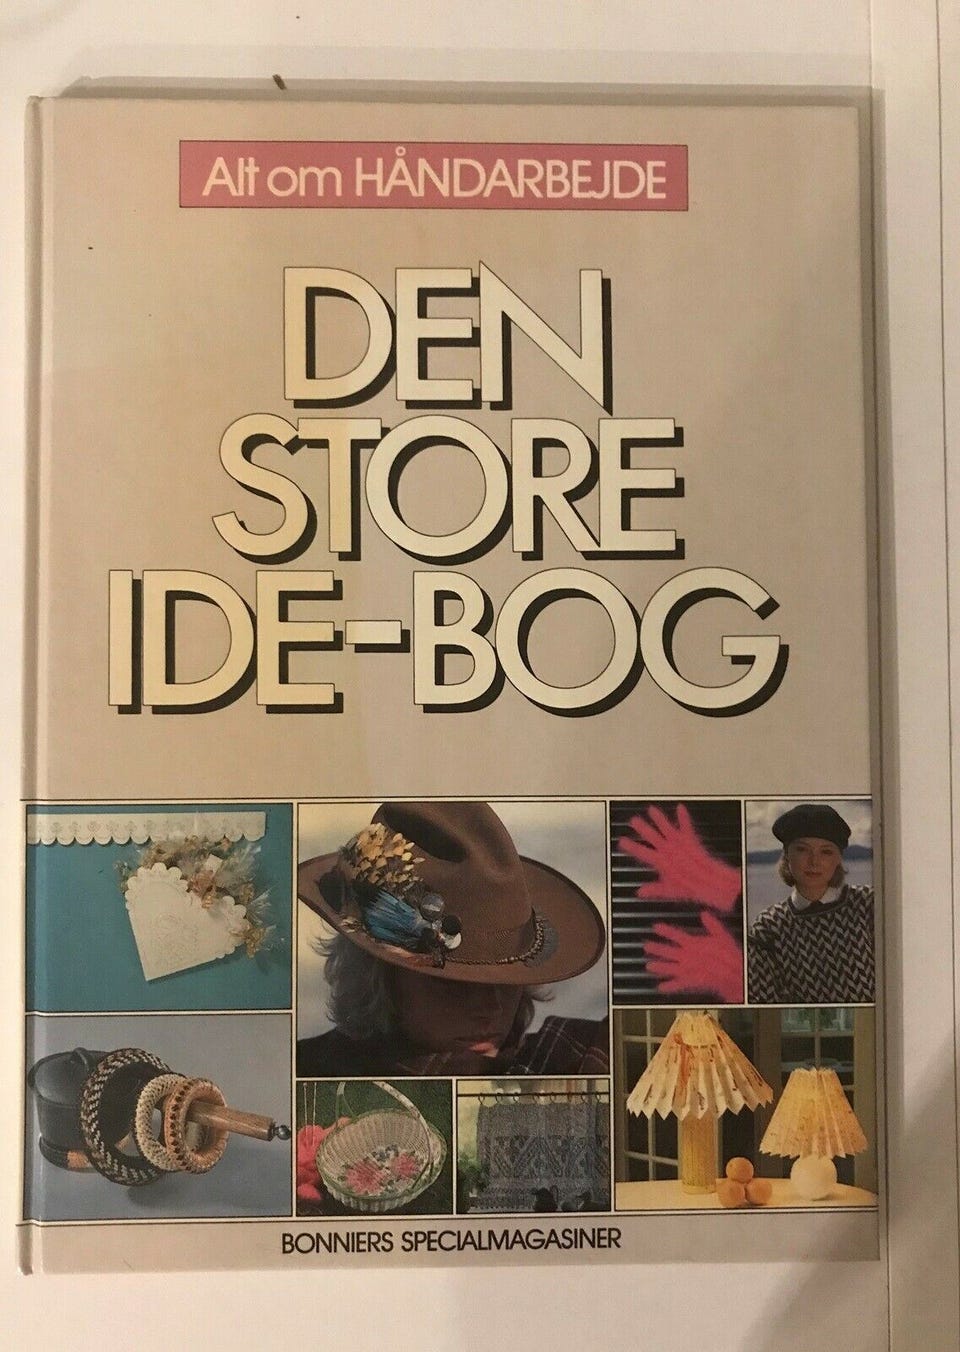 Alt om HÅNDARBEJDE
DEN
STORE
IDE-BOG
BONNIERS SPECIALMAGASINER